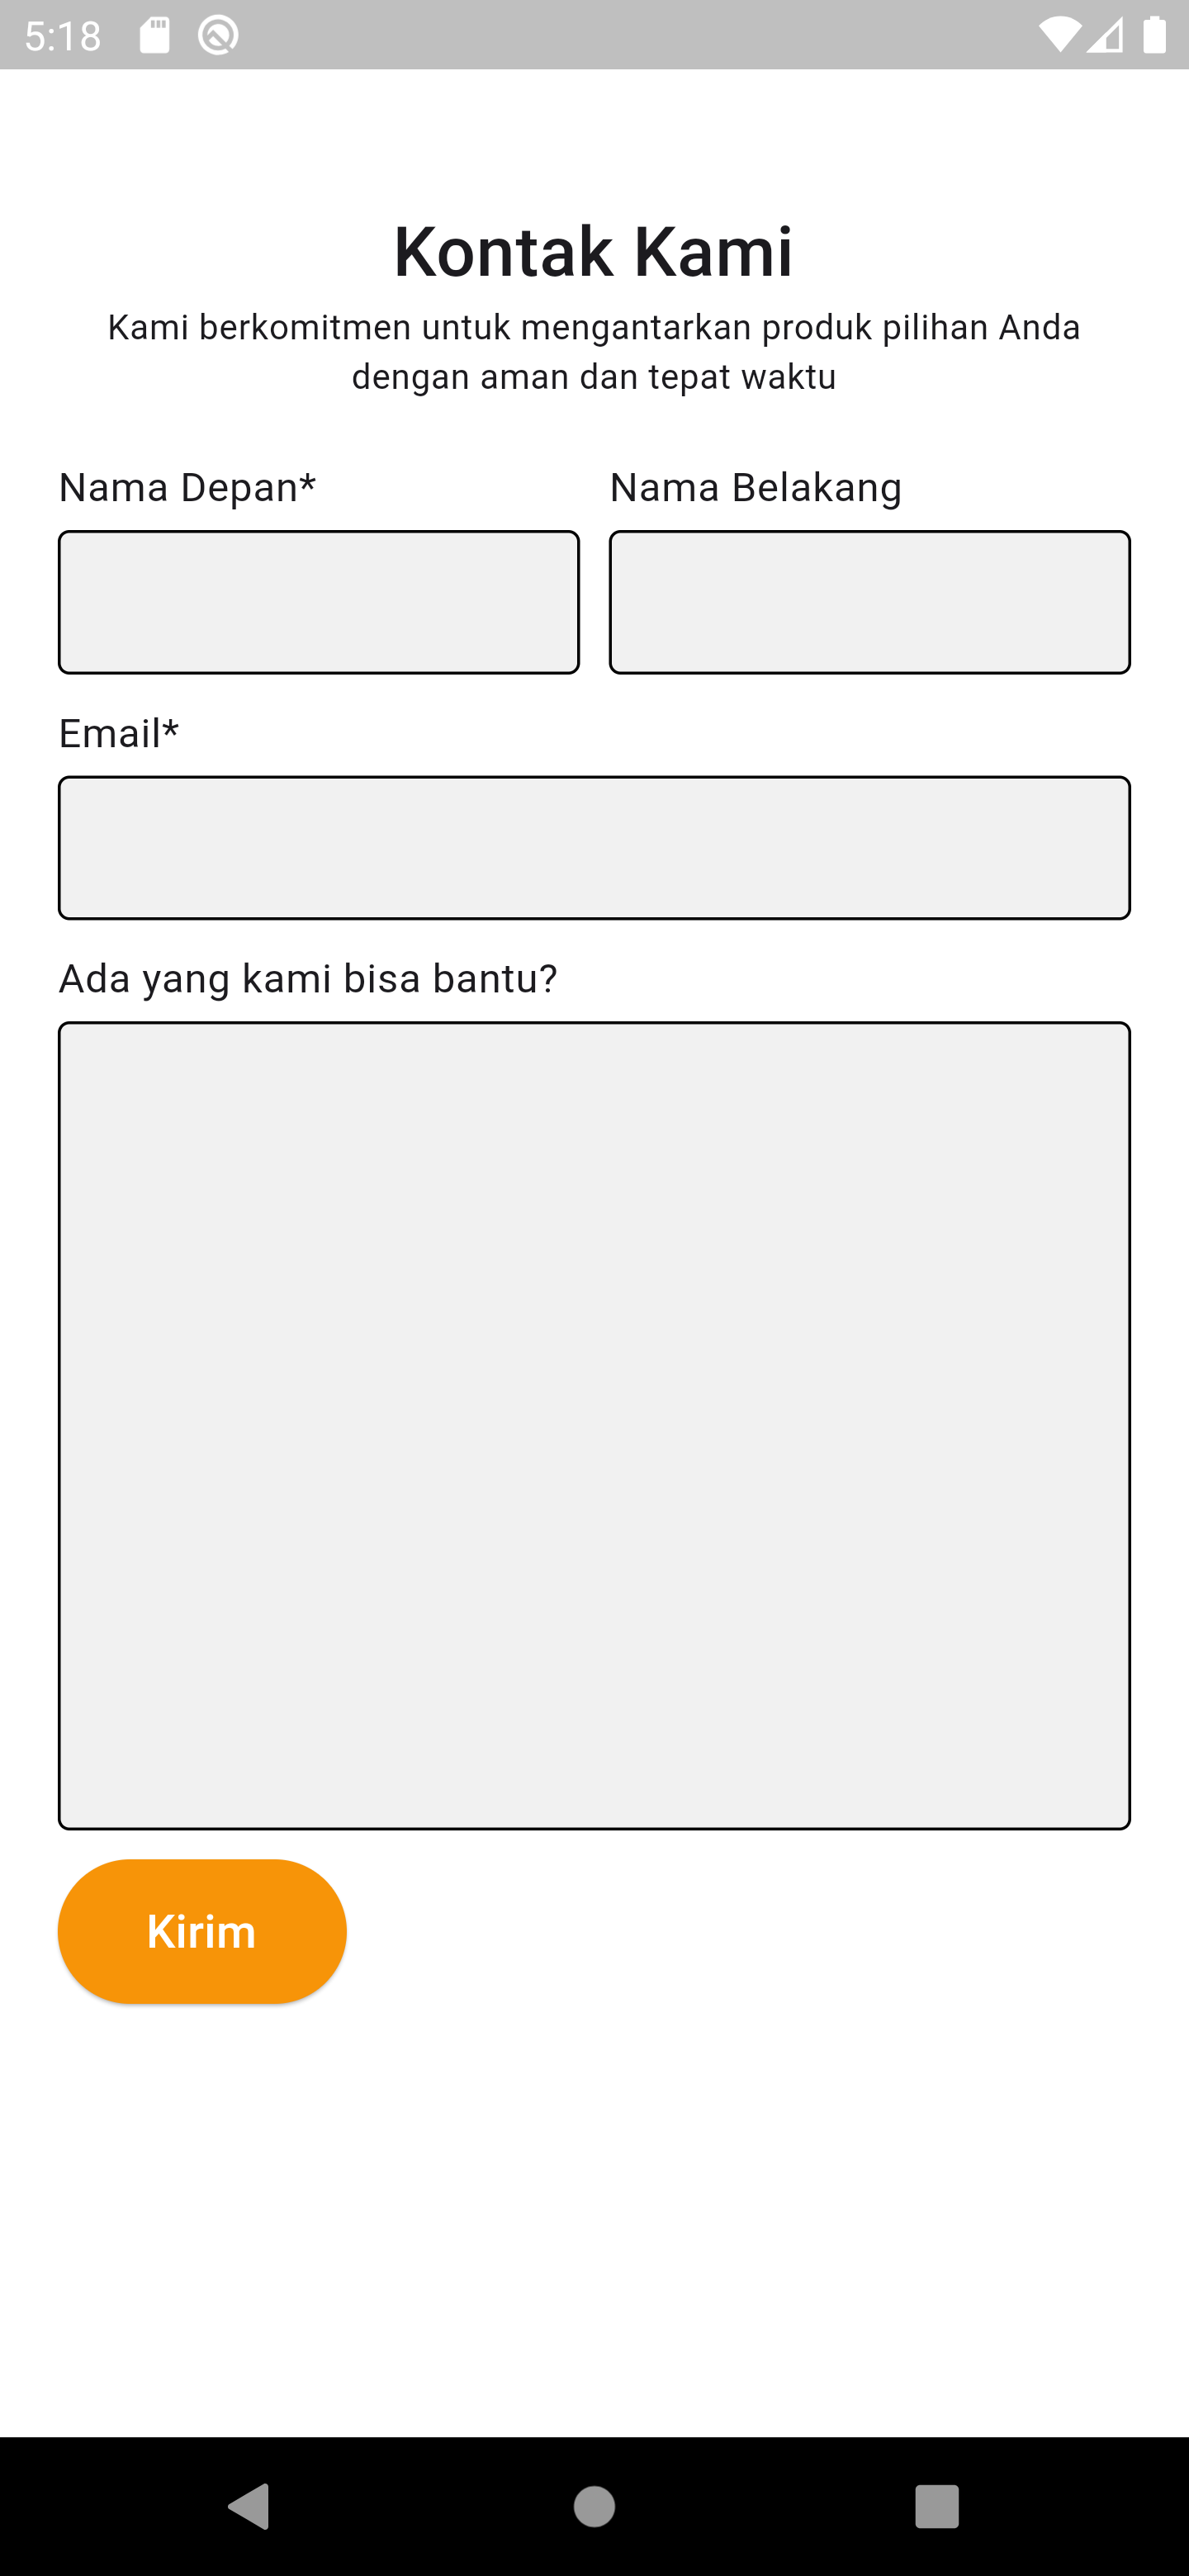 5:18
Kontak Kami
Kami berkomitmen untuk mengantarkan produk pilihan Anda
dengan aman dan tepat waktu
Nama Depan* Nama Belakang
Email*
Ada yang kami bisa bantu?
Kirim